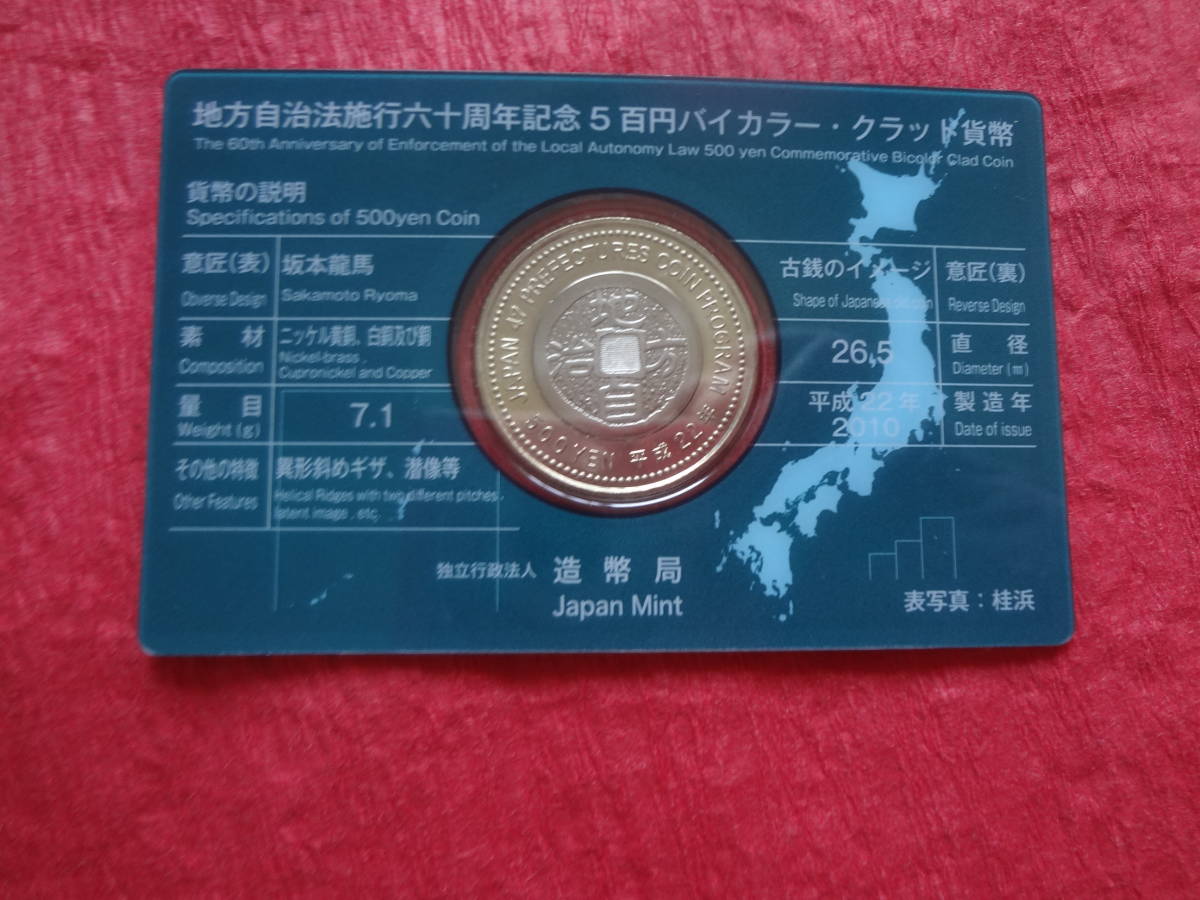 地方自治法施行六十周年記念 5 百円バイカラー・クラッド貨幣
The 60th Anniversary of Enforcement of the Local Autonomy Law 500 yen Commemorative Bicolor Clad Coin
貨幣の説明
Specifications of 500yen Coin
意匠(表) 坂本龍馬
Obverse Design Sakamoto Ryoma
素 材 ニッケル黄銅、白銅及び銅
Composition Nickel-brass,
Cupronickel and Copper
量 目 7.1
Weight (g)
その他の特徴 異形斜めギザ、潜像等
Other Features Helical Ridges with two different pitches,
latent image, etc.
JAPAN 47 PREFECTURES COIN PROGRAM
地方自治
500 YEN 平成22年
古銭のイメージ 意匠(裏)
Shape of Japanese old coin Reverse Design
26.5 直 径
Diameter (㎜)
平成22年 製造年
2010 Date of issue
独立行政法人 造幣局
Japan Mint
表写真：桂浜